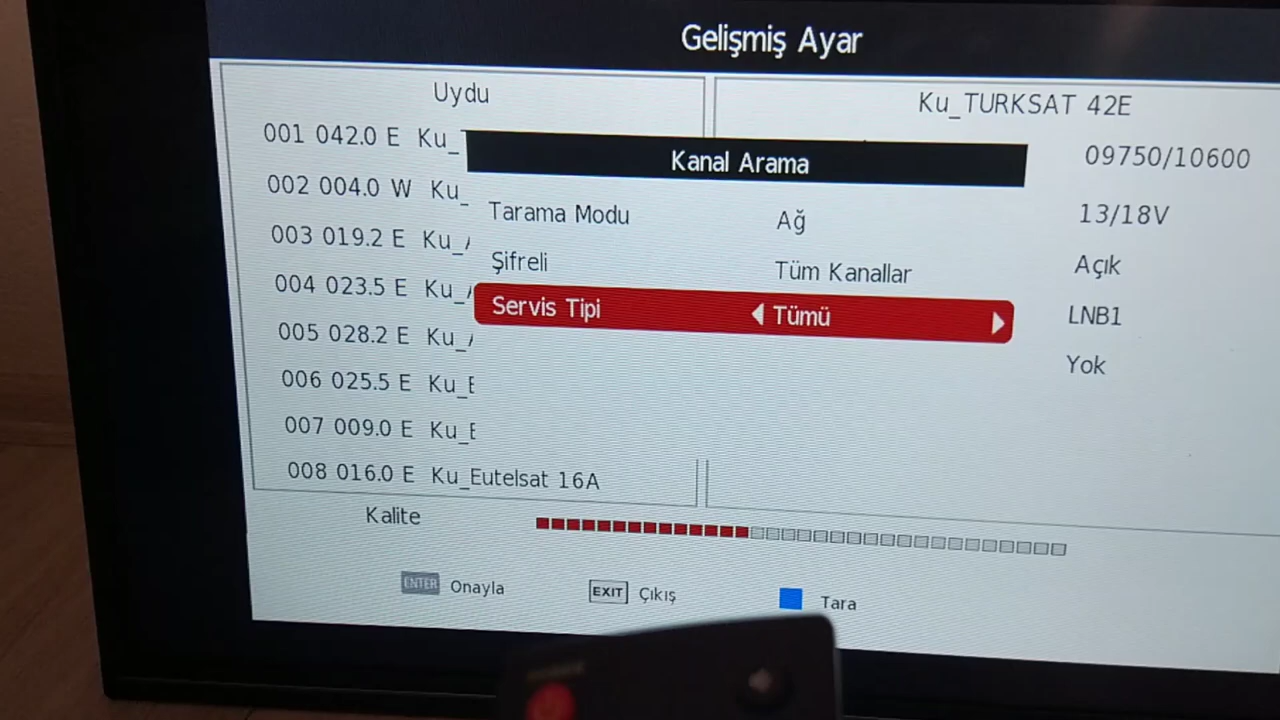 Gelişmiş Ayar
Uydu
Ku_TURKSAT 42E
001 042.0 E Ku_
002 004.0 W Ku_
003 019.2 E Ku_
004 023.5 E Ku_
005 028.2 E Ku_
006 025.5 E Ku_E
007 009.0 E Ku_E
008 016.0 E Ku_Eutelsat 16A
Kanal Arama
Tarama Modu Ağ
Şifreli Tüm Kanallar
Servis Tipi Tümü
09750/10600
13/18V
Açık
LNB1
Yok
Kalite
ENTER Onayla EXIT Çıkış Tara